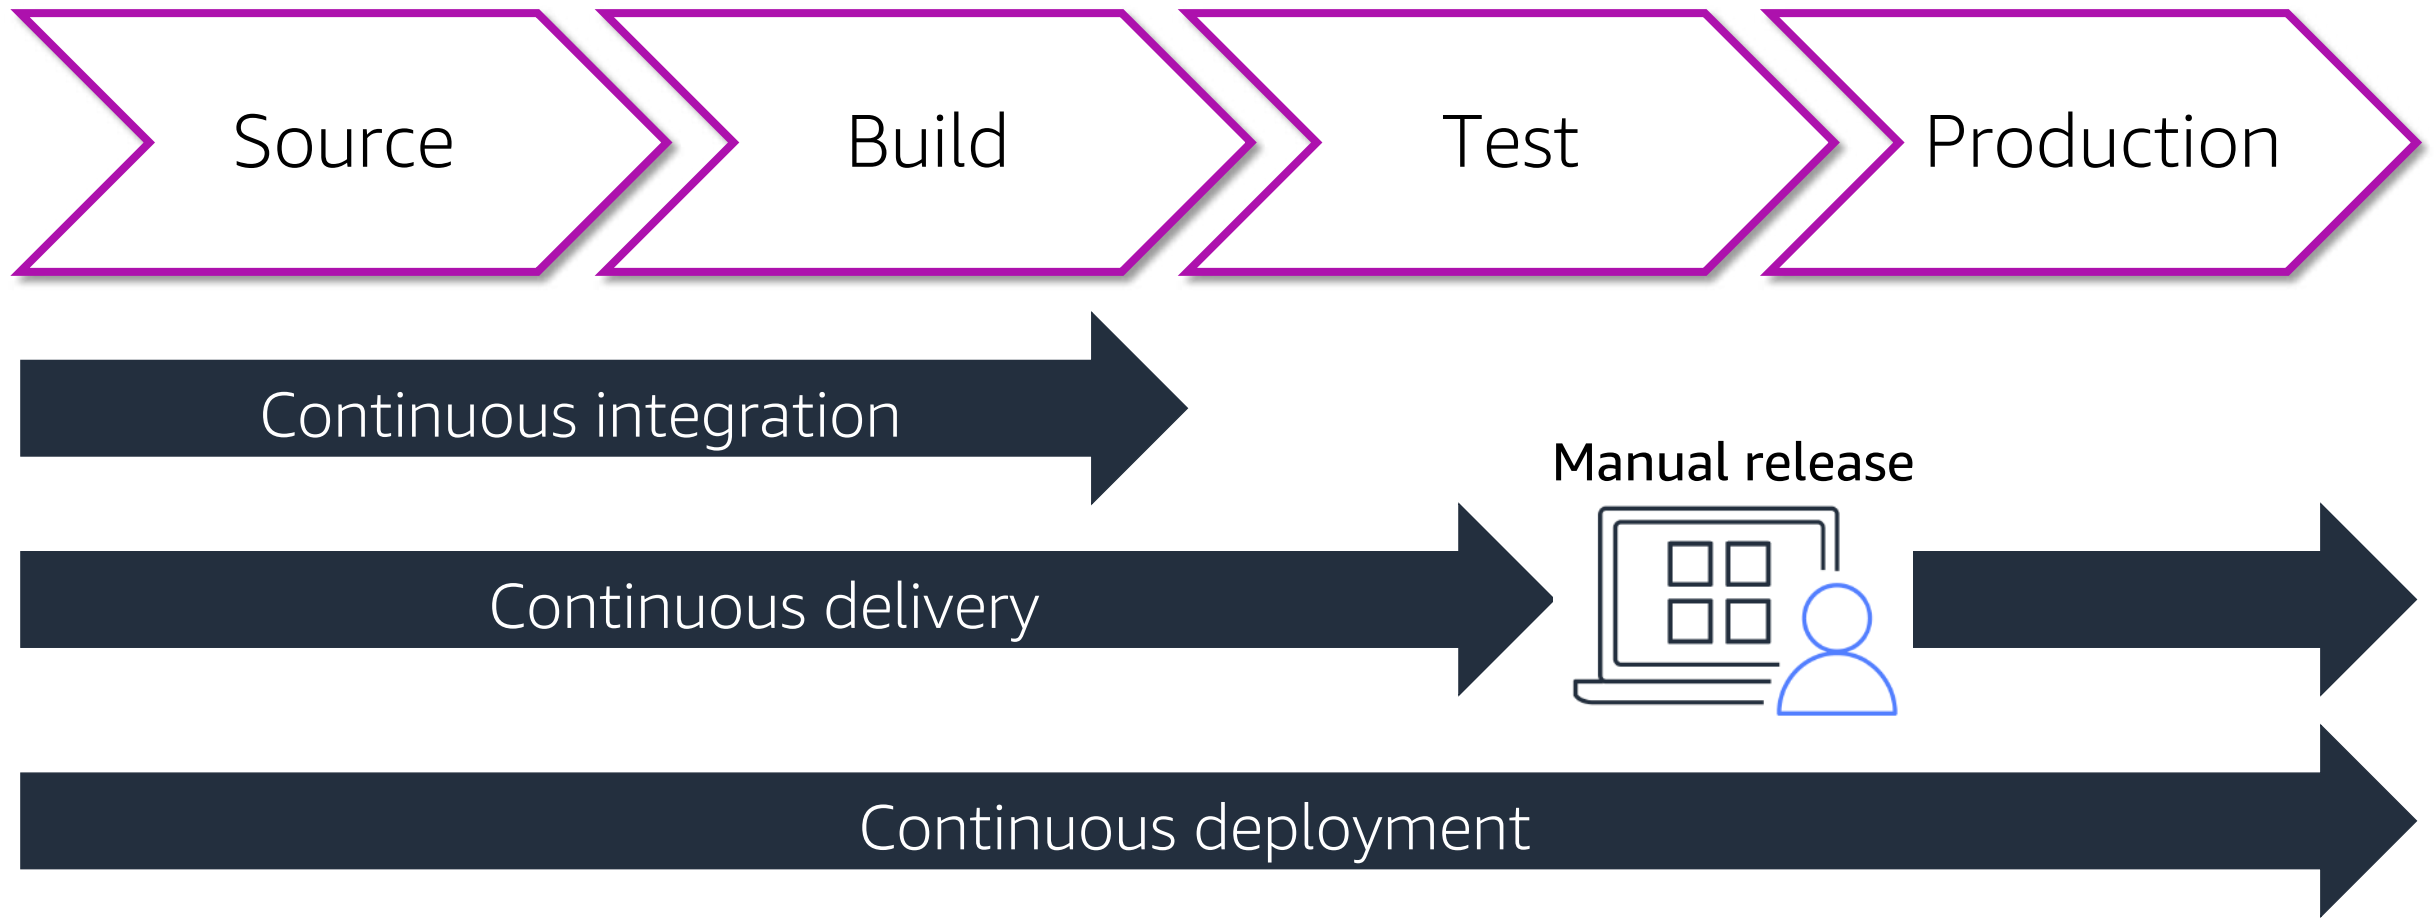 Source
Build
Test
Production
Continuous integration
Manual release
Continuous delivery
Continuous deployment